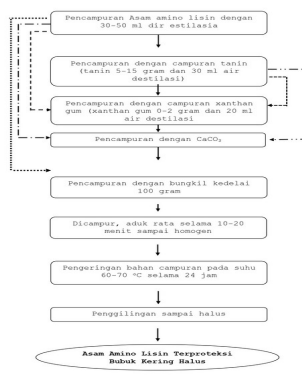 Pencampuran Asam amino lisin dengan
30-50 ml dir estilasia
Pencampuran dengan campuran tanin
(tanin 5-15 gram dan 30 ml air
destilasi)
Pencampuran dengan campuran xanthan
gum (xanthan gum 0-2 gram dan 20 ml
air destilasi
Pencampuran dengan CaCO₃
Pencampuran dengan bungkil kedelai
100 gram
Dicampur, aduk rata selama 10-20
menit sampai homogen
Pengeringan bahan campuran pada suhu
60-70 °C selama 24 jam
Penggilingan sampai halus
Asam Amino Lisin Terproteksi
Bubuk Kering Halus